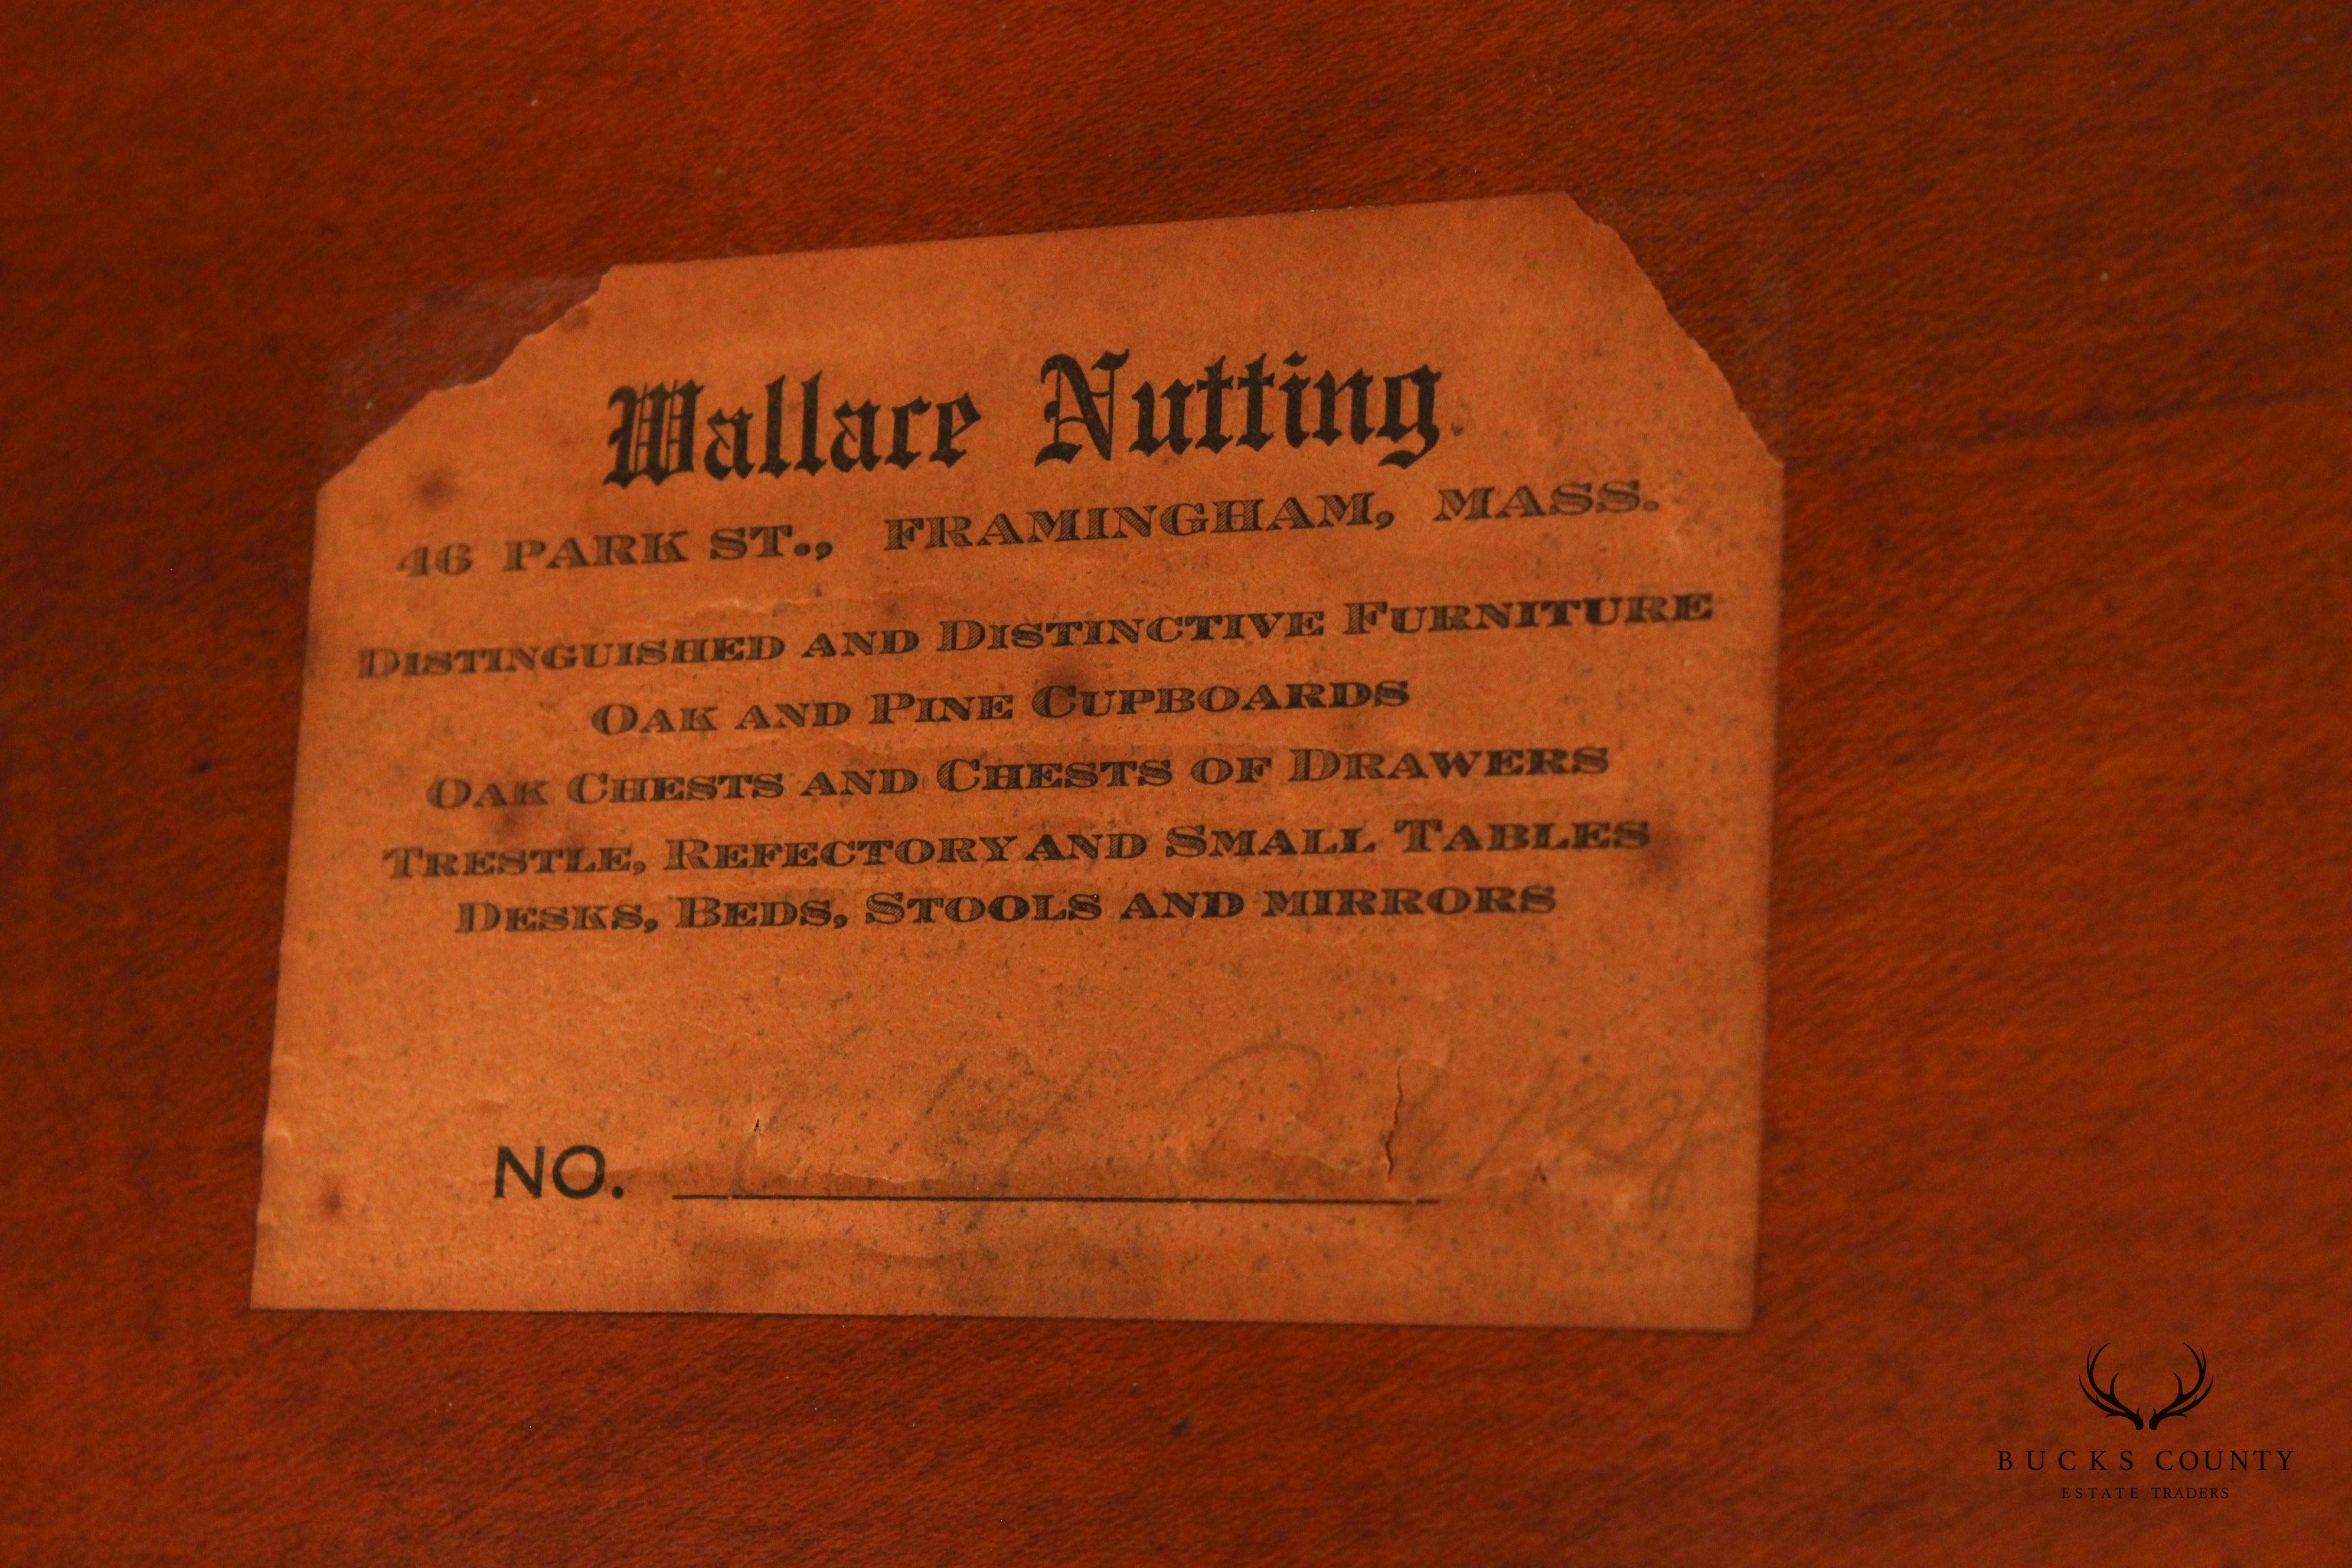 Wallace Nutting
46 PARK ST., FRAMINGHAM, MASS.
DISTINGUISHED AND DISTINCTIVE FURNITURE
OAK AND PINE CUPBOARDS
OAK CHESTS AND CHESTS OF DRAWERS
TRESTLE, REFECTORY AND SMALL TABLES
DESKS, BEDS, STOOLS AND MIRRORS
NO.
BUCKS COUNTY
ESTATE TRADERS